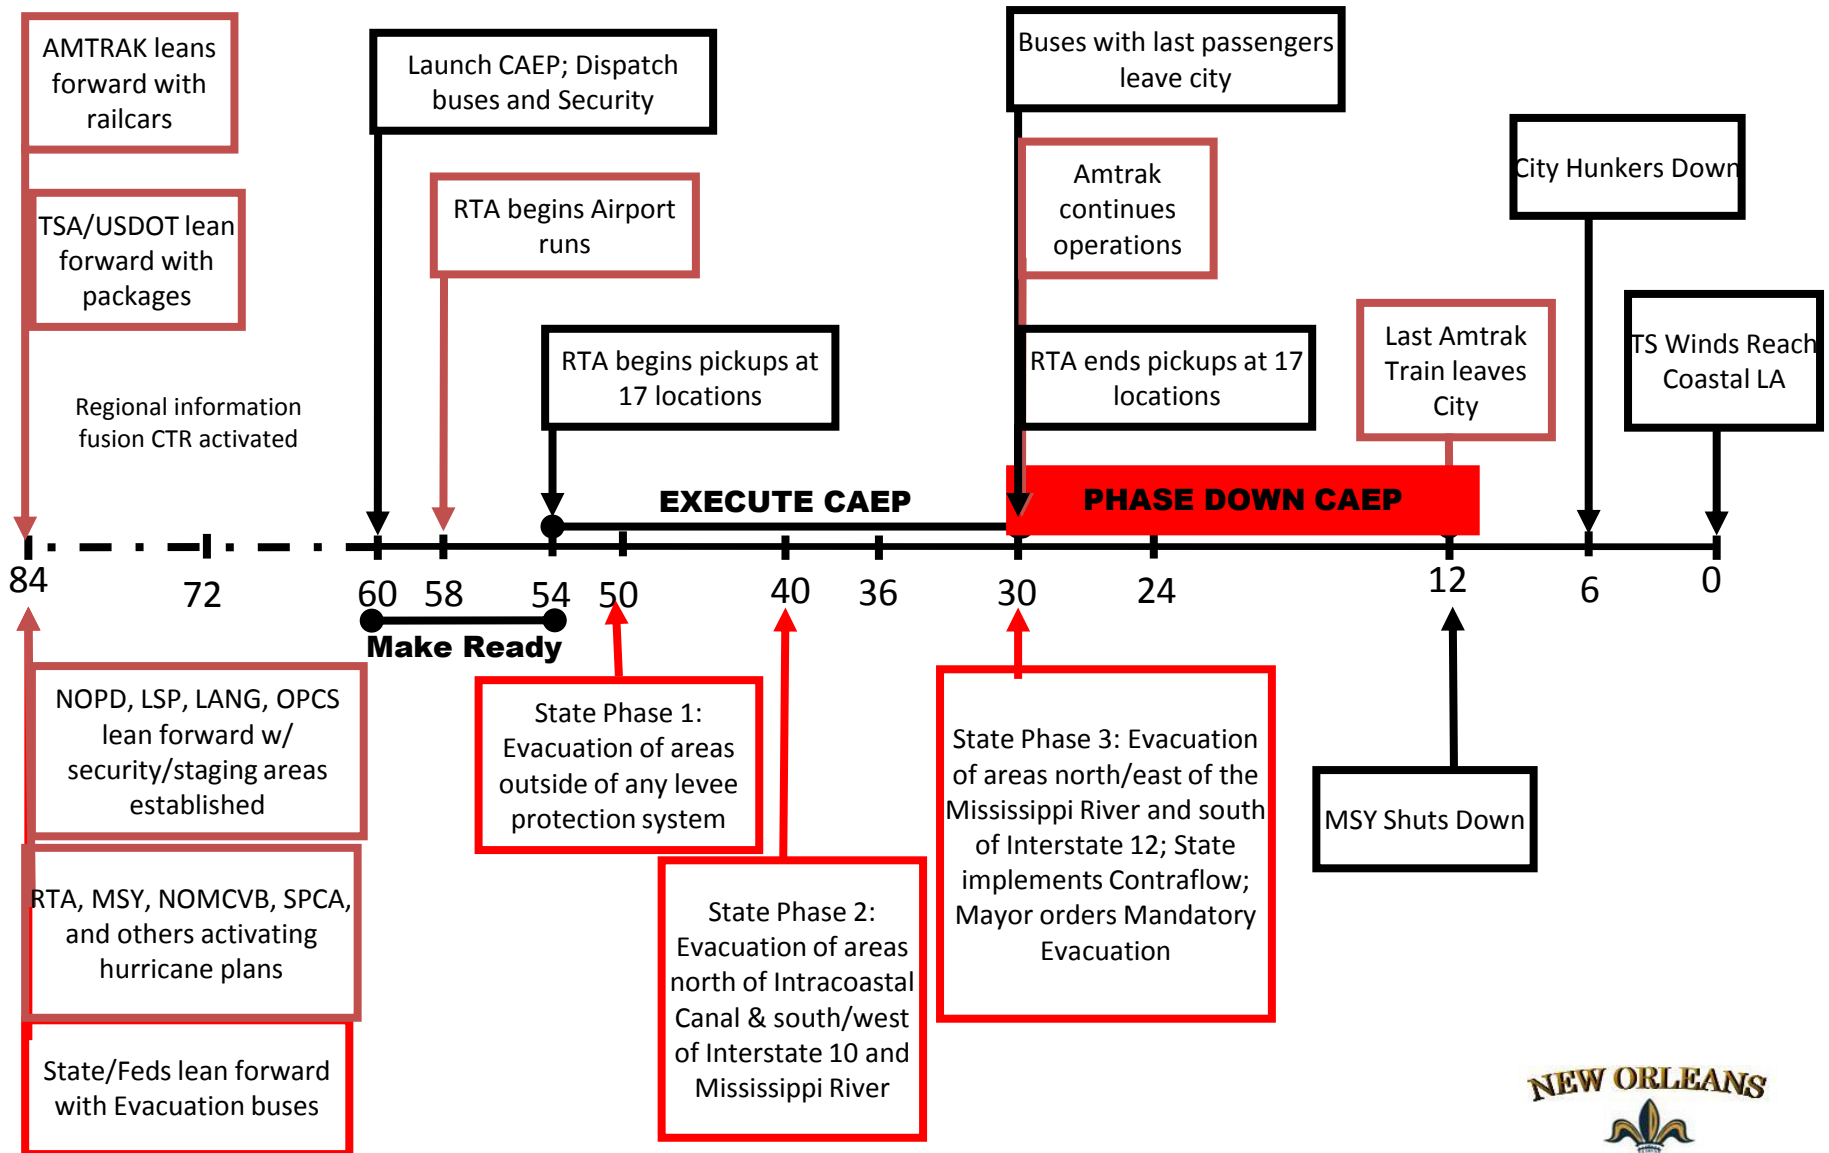 AMTRAK leans
forward with
railcars
TSA/USDOT lean
forward with
packages
Regional information
fusion CTR activated
Launch CAEP; Dispatch
buses and Security
RTA begins Airport
runs
RTA begins pickups at
17 locations
Buses with last passengers
leave city
Amtrak
continues
operations
RTA ends pickups at 17
locations
Last Amtrak
Train leaves
City
City Hunkers Down
TS Winds Reach
Coastal LA
EXECUTE CAEP
PHASE DOWN CAEP
84
72
60
58
54
50
40
36
30
24
12
6
0
Make Ready
NOPD, LSP, LANG, OPCS
lean forward w/
security/staging areas
established
RTA, MSY, NOMCVB, SPCA,
and others activating
hurricane plans
State/Feds lean forward
with Evacuation buses
State Phase 1:
Evacuation of areas
outside of any levee
protection system
State Phase 2:
Evacuation of areas
north of Intracoastal
Canal & south/west
of Interstate 10 and
Mississippi River
State Phase 3: Evacuation
of areas north/east of the
Mississippi River and south
of Interstate 12; State
implements Contraflow;
Mayor orders Mandatory
Evacuation
MSY Shuts Down
NEW ORLEANS